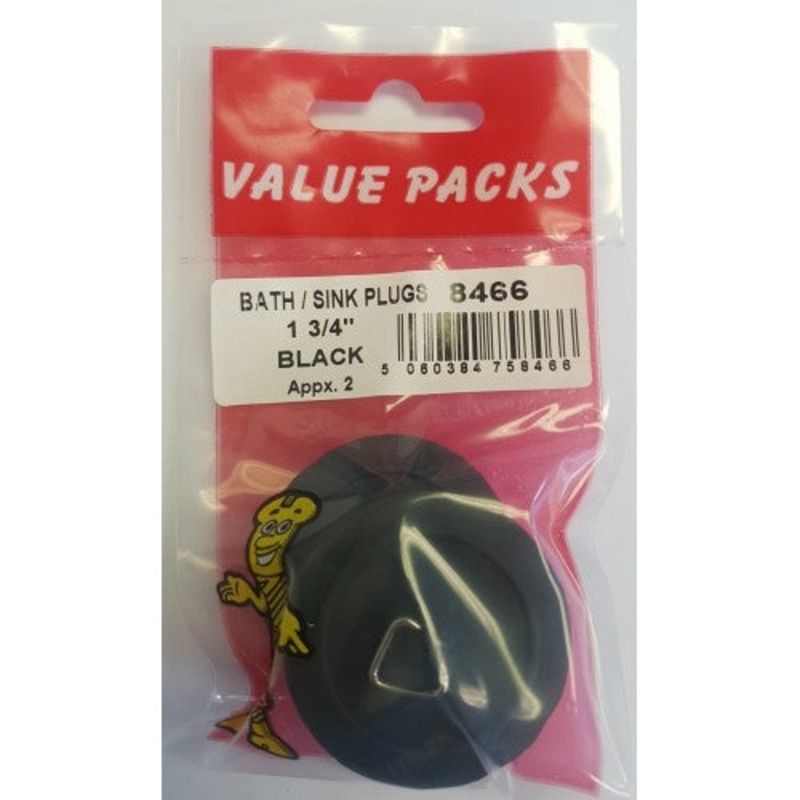 VALUE PACKS
BATH / SINK PLUGS 8466
1 3/4"
BLACK
Appx. 2
5 060384 758466